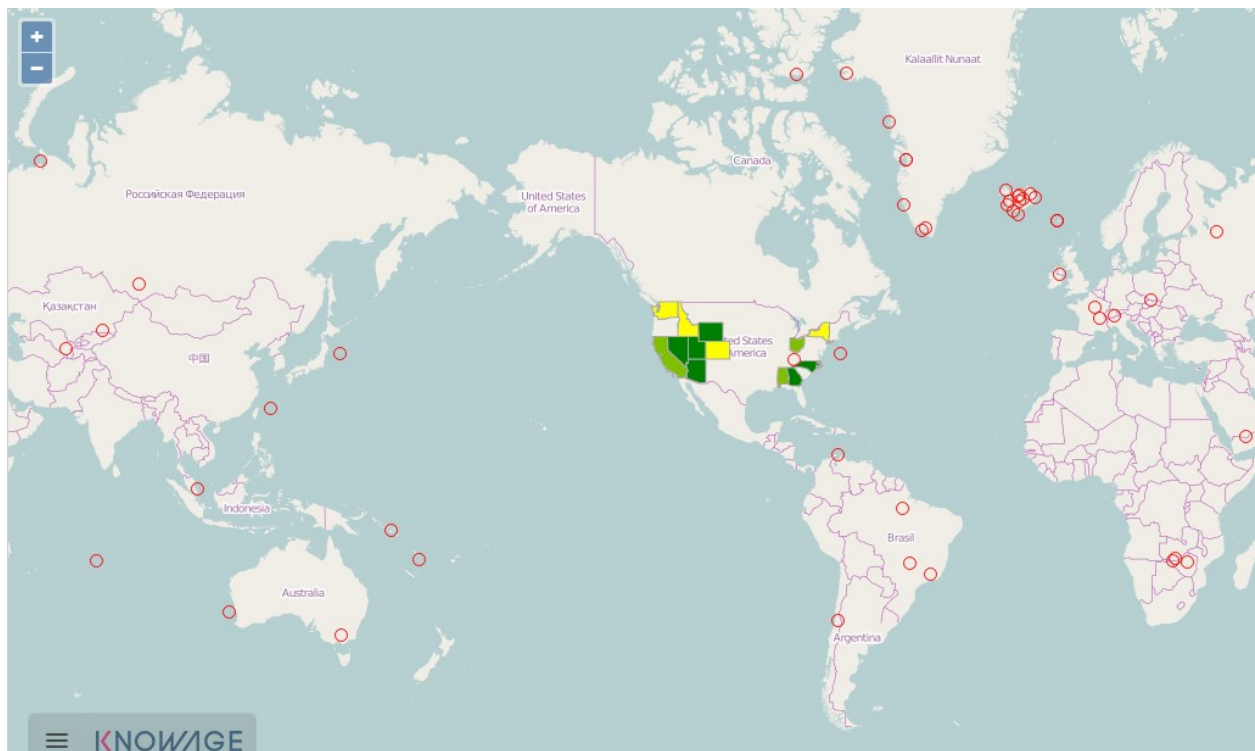 +
−
Kalaallit Nunaat
Canada
Российская Федерация
United States
of America
Қазақстан
中国
ted States
merica
Indonesia
Brasil
Australia
Argentina
KNOWAGE